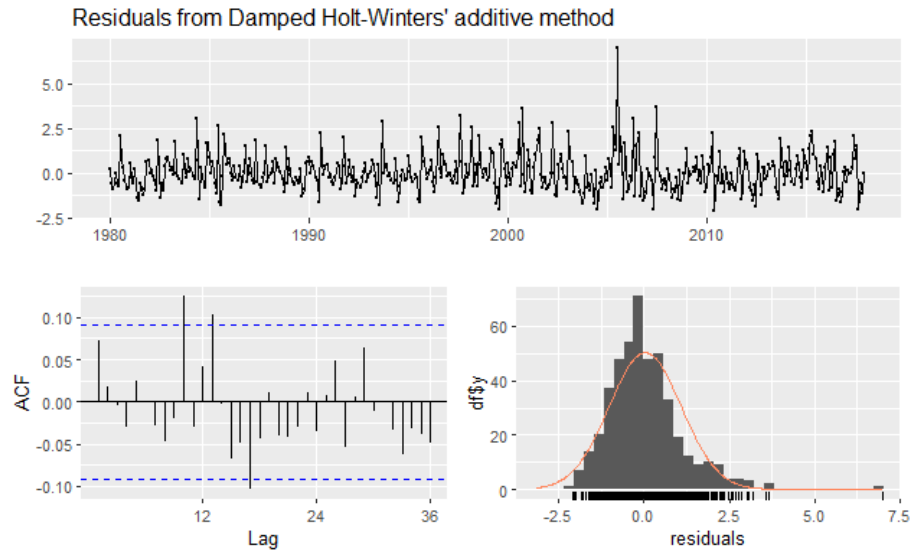 Residuals from Damped Holt-Winters' additive method
5.0
2.5
0.0
-2.5
1980 1990 2000 2010
0.10
0.05
0.00
-0.05
-0.10
ACF
12 24 36
Lag
60
40
20
0
df$y
-2.5 0.0 2.5 5.0 7.5
residuals